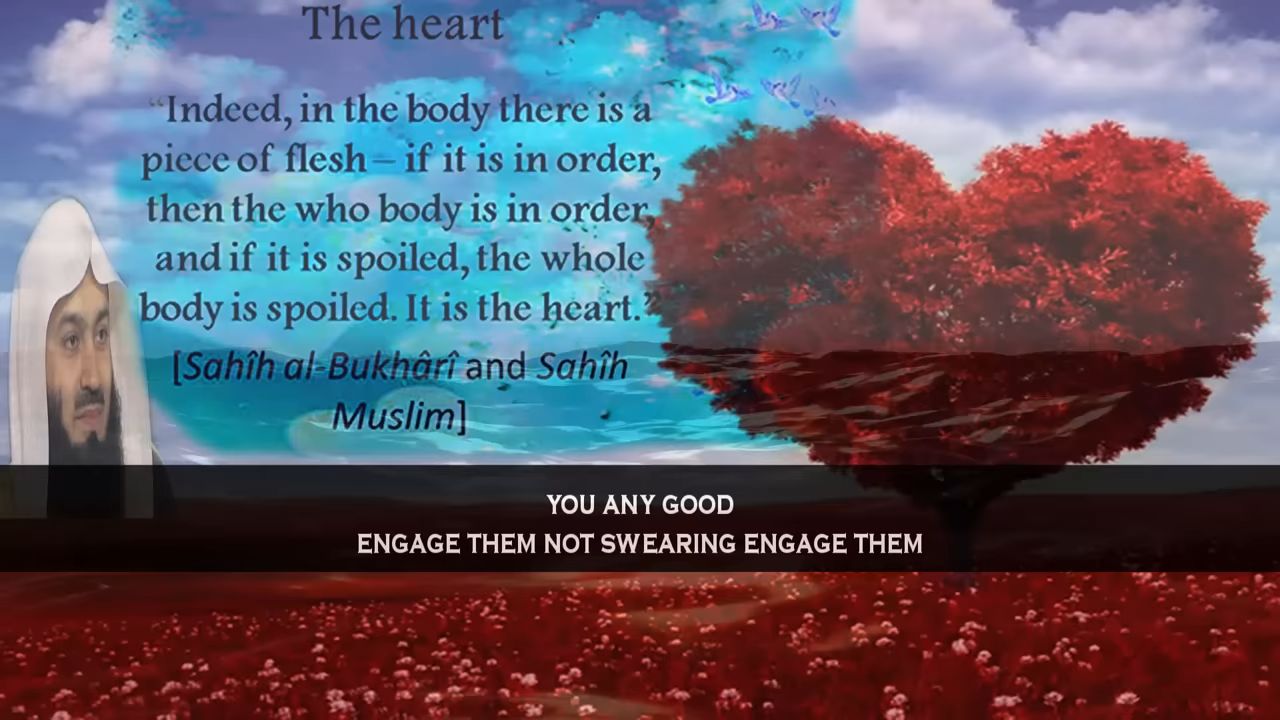 The heart
“Indeed, in the body there is a
piece of flesh – if it is in order,
then the who body is in order,
and if it is spoiled, the whole
body is spoiled. It is the heart.”
[Sahîh al-Bukhârî and Sahîh
Muslim]
YOU ANY GOOD
ENGAGE THEM NOT SWEARING ENGAGE THEM